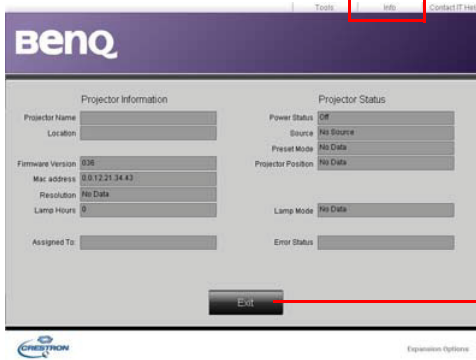 Tools Info Contact IT Hel
BenQ
Projector Information
Projector Name
Location
Firmware Version 036
Mac address 0.0.12.21.34.43
Resolution No Data
Lamp Hours 0
Assigned To:
Projector Status
Power Status Off
Source No Source
Preset Mode No Data
Projector Position No Data
Lamp Mode No Data
Error Status
Exit
CRESTRON
Expansion Options